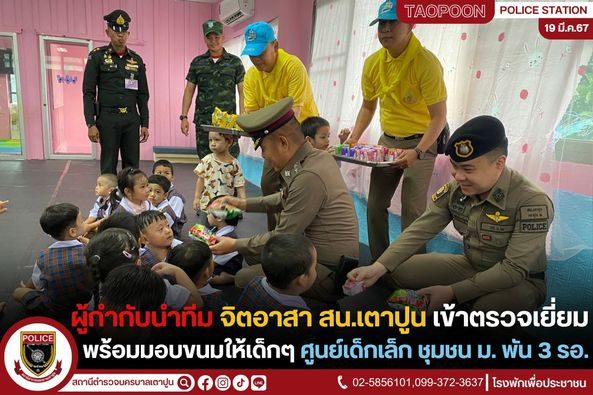 TAOPOON
POLICE STATION
19 มี.ค.67
POLICE
ผู้กำกับนำทีม จิตอาสา สน.เตาปูน เข้าตรวจเยี่ยม
พร้อมมอบขนมให้เด็กๆ ศูนย์เด็กเล็ก ชุมชน ม. พัน 3 รอ.
POLICE
สถานีตำรวจนครบาลเตาปูน
LINE
02-5856101,099-372-3637
โรงพักเพื่อประชาชน